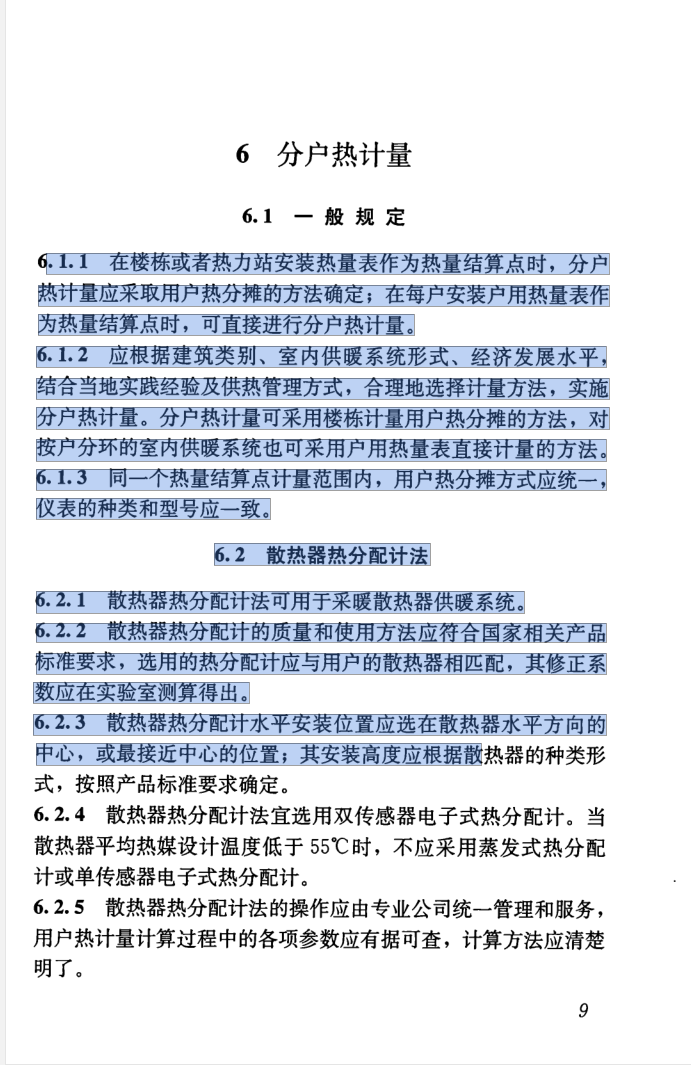 6 分户热计量
6.1 一般规定
6.1.1 在楼栋或者热力站安装热量表作为热量结算点时，分户
热计量应采取用户热分摊的方法确定；在每户安装户用热量表作
为热量结算点时，可直接进行分户热计量。
6.1.2 应根据建筑类别、室内供暖系统形式、经济发展水平，
结合当地实践经验及供热管理方式，合理地选择计量方法，实施
分户热计量。分户热计量可采用楼栋计量用户热分摊的方法，对
按户分环的室内供暖系统也可采用户用热量表直接计量的方法。
6.1.3 同一个热量结算点计量范围内，用户热分摊方式应统一，
仪表的种类和型号应一致。
6.2 散热器热分配计法
6.2.1 散热器热分配计法可用于采暖散热器供暖系统。
6.2.2 散热器热分配计的质量和使用方法应符合国家相关产品
标准要求，选用的热分配计应与用户的散热器相匹配，其修正系
数应在实验室测算得出。
6.2.3 散热器热分配计水平安装位置应选在散热器水平方向的
中心，或最接近中心的位置；其安装高度应根据散热器的种类形
式，按照产品标准要求确定。
6.2.4 散热器热分配计法宜选用双传感器电子式热分配计。当
散热器平均热媒设计温度低于55℃时，不应采用蒸发式热分配
计或单传感器电子式热分配计。
6.2.5 散热器热分配计法的操作应由专业公司统一管理和服务，
用户热计量计算过程中的各项参数应有据可查，计算方法应清楚
明了。
9